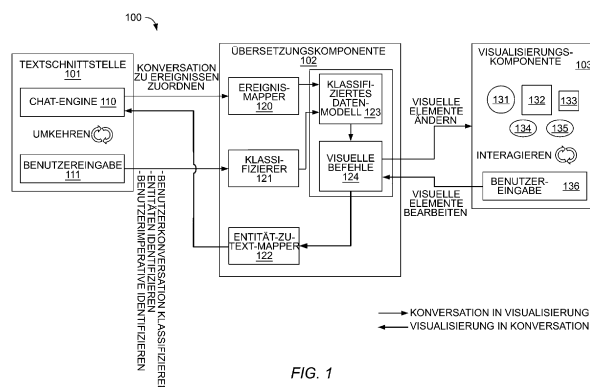 100
TEXTSCHNITTSTELLE
101
CHAT-ENGINE 110
UMKEHREN
BENUTZEREINGABE
111
KONVERSATION
ZU EREIGNISSEN
ZUORDNEN
- BENUTZERKONVERSATION KLASSIFIZIEREN
- ENTITÄTEN IDENTIFIZIEREN
- BENUTZERIMPERATIVE IDENTIFIZIEREN
ÜBERSETZUNGSKOMPONENTE
102
EREIGNIS-
MAPPER
120
KLASSI-
FIZIERER
121
ENTITÄT-ZU-
TEXT-MAPPER
122
KLASSIFI-
ZIERTES
DATEN-
MODELL 123
VISUELLE
BEFEHLE
124
VISUELLE
ELEMENTE
ÄNDERN
VISUELLE
ELEMENTE
BEARBEITEN
VISUALISIERUNGS-
KOMPONENTE 103
131
132
133
134
135
INTERAGIEREN
BENUTZER-
EINGABE 136
KONVERSATION IN VISUALISIERUNG
VISUALISIERUNG IN KONVERSATION
FIG. 1